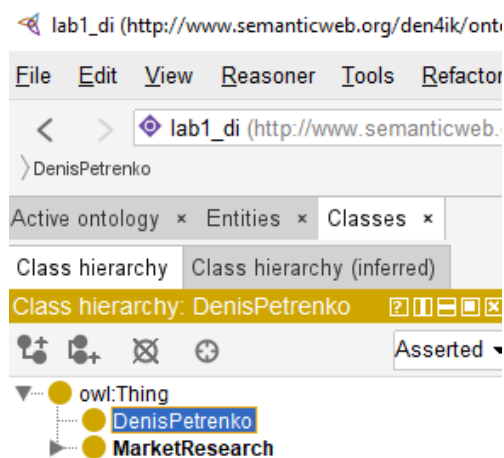 lab1_di (http://www.semanticweb.org/den4ik/onto
File Edit View Reasoner Tools Refactor
< > lab1_di (http://www.semanticweb.
DenisPetrenko
Active ontology × Entities × Classes ×
Class hierarchy Class hierarchy (inferred)
Class hierarchy: DenisPetrenko
Asserted
owl:Thing
DenisPetrenko
MarketResearch